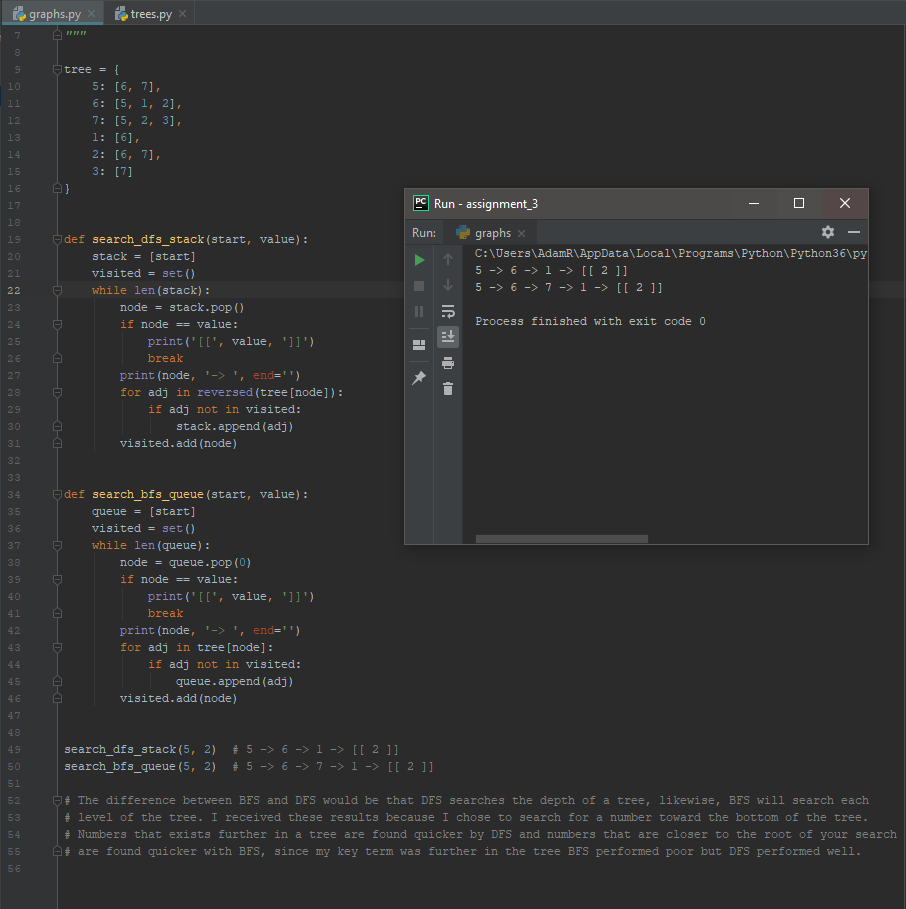 graphs.py
trees.py
7 """
8
9 tree = {
10 5: [6, 7],
11 6: [5, 1, 2],
12 7: [5, 2, 3],
13 1: [6],
14 2: [6, 7],
15 3: [7]
16 }
17
18
19 def search_dfs_stack(start, value):
20 stack = [start]
21 visited = set()
22 while len(stack):
23 node = stack.pop()
24 if node == value:
25 print('[[', value, ']]')
26 break
27 print(node, '-> ', end='')
28 for adj in reversed(tree[node]):
29 if adj not in visited:
30 stack.append(adj)
31 visited.add(node)
32
33
34 def search_bfs_queue(start, value):
35 queue = [start]
36 visited = set()
37 while len(queue):
38 node = queue.pop(0)
39 if node == value:
40 print('[[', value, ']]')
41 break
42 print(node, '-> ', end='')
43 for adj in tree[node]:
44 if adj not in visited:
45 queue.append(adj)
46 visited.add(node)
47
48
49 search_dfs_stack(5, 2) # 5 -> 6 -> 1 -> [[ 2 ]]
50 search_bfs_queue(5, 2) # 5 -> 6 -> 7 -> 1 -> [[ 2 ]]
51
52 # The difference between BFS and DFS would be that DFS searches the depth of a tree, likewise, BFS will search each
53 # level of the tree. I received these results because I chose to search for a number toward the bottom of the tree.
54 # Numbers that exists further in a tree are found quicker by DFS and numbers that are closer to the root of your search
55 # are found quicker with BFS, since my key term was further in the tree BFS performed poor but DFS performed well.
56
PC Run - assignment_3
Run: graphs
C:\Users\AdamR\AppData\Local\Programs\Python\Python36\py
5 -> 6 -> 1 -> [[ 2 ]]
5 -> 6 -> 7 -> 1 -> [[ 2 ]]
Process finished with exit code 0